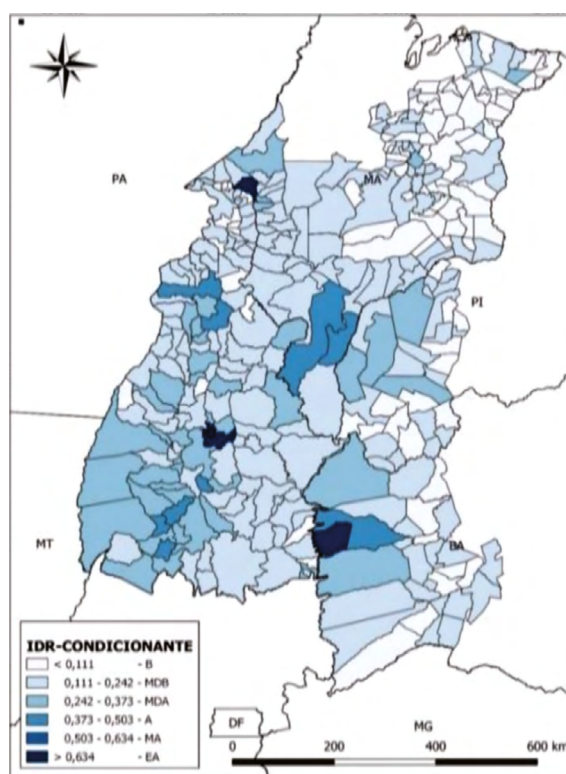 PA
MA
PI
MT
BA
IDR-CONDICIONANTE
< 0,111 - B
0,111 - 0,242 - MDB
0,242 - 0,373 - MDA
0,373 - 0,503 - A
0,503 - 0,634 - MA
> 0,634 - EA
DF
MG
0 200 400 600 km